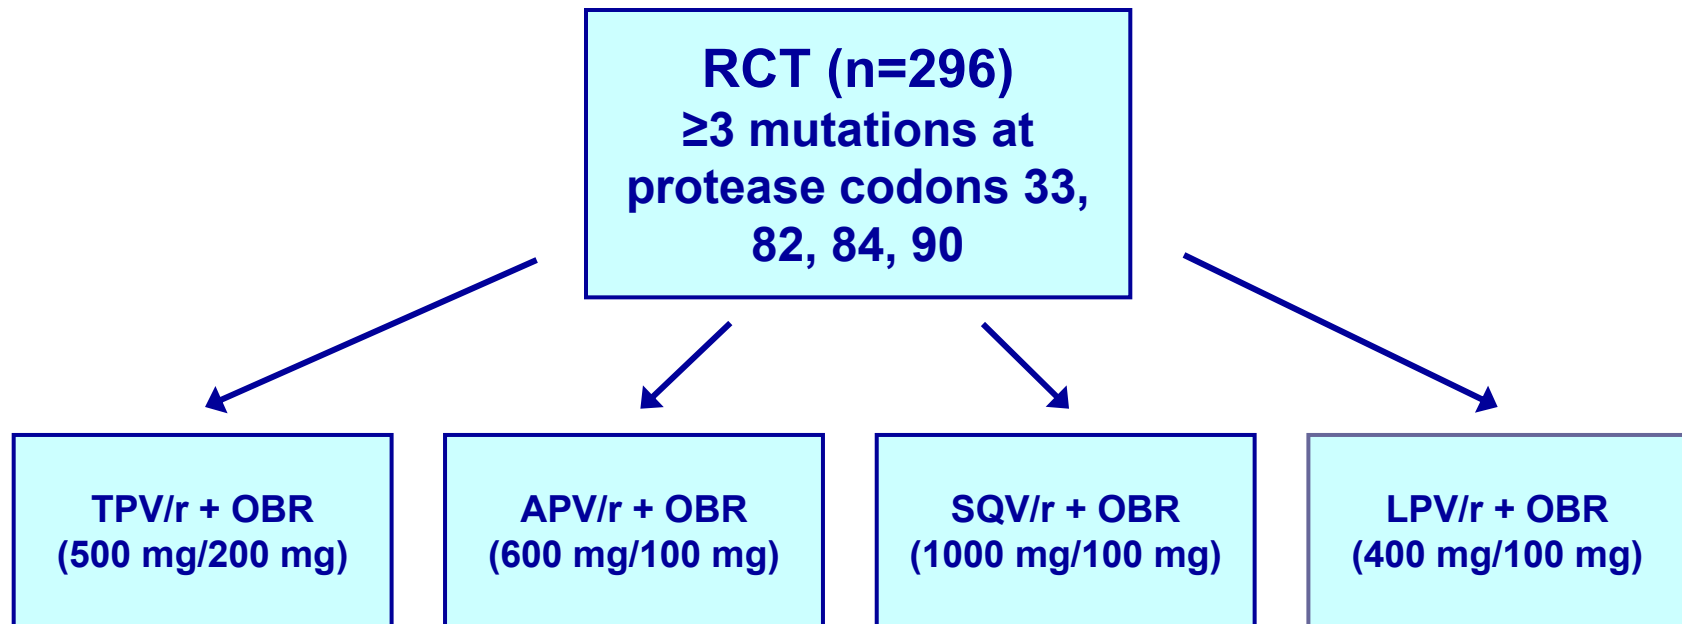 RCT (n=296)
≥3 mutations at
protease codons 33,
82, 84, 90
TPV/r + OBR
(500 mg/200 mg)
APV/r + OBR
(600 mg/100 mg)
SQV/r + OBR
(1000 mg/100 mg)
LPV/r + OBR
(400 mg/100 mg)